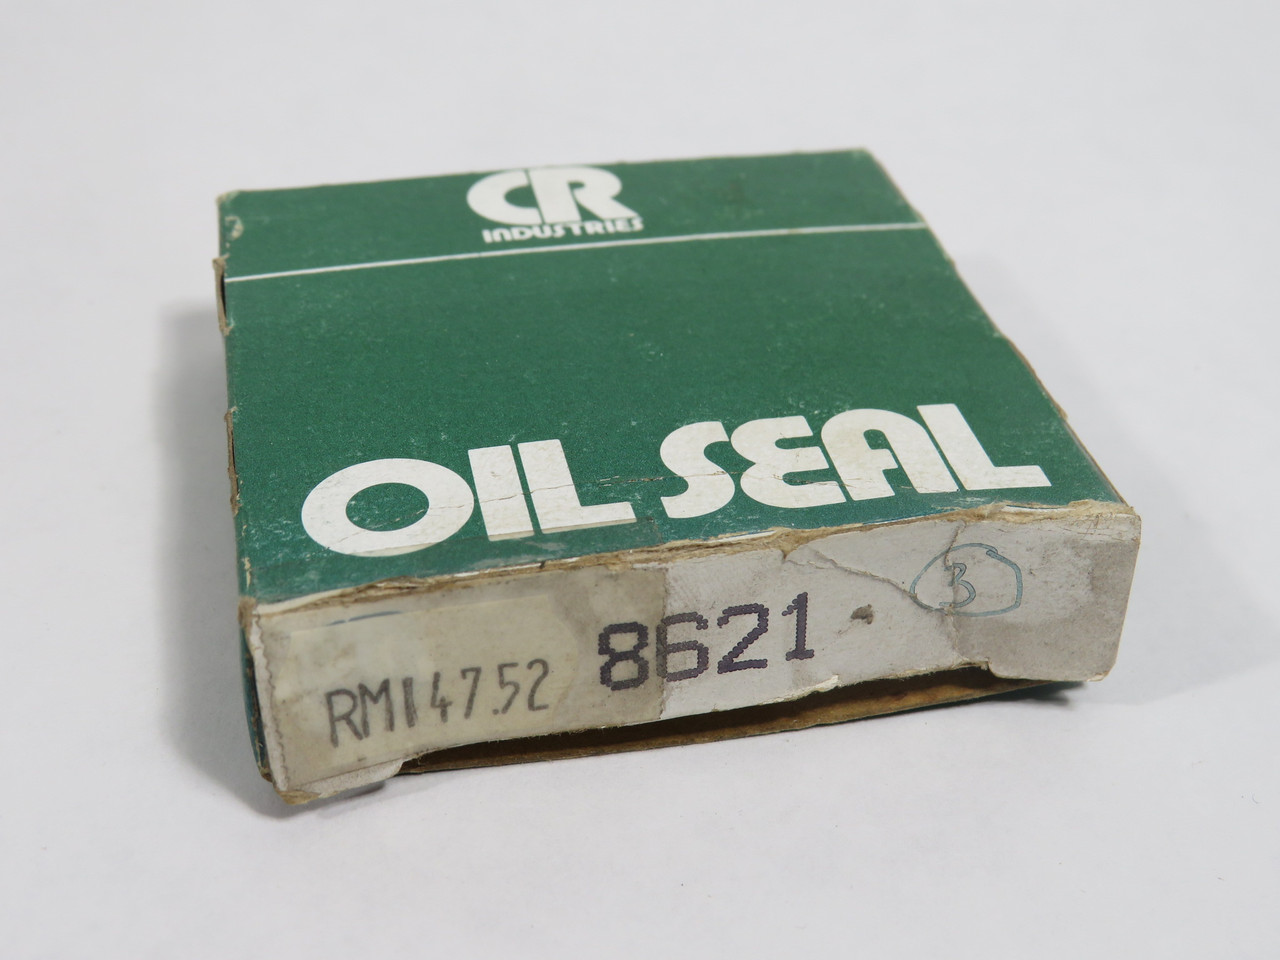 CR
INDUSTRIES
OIL SEAL
RM147.52 8621 3